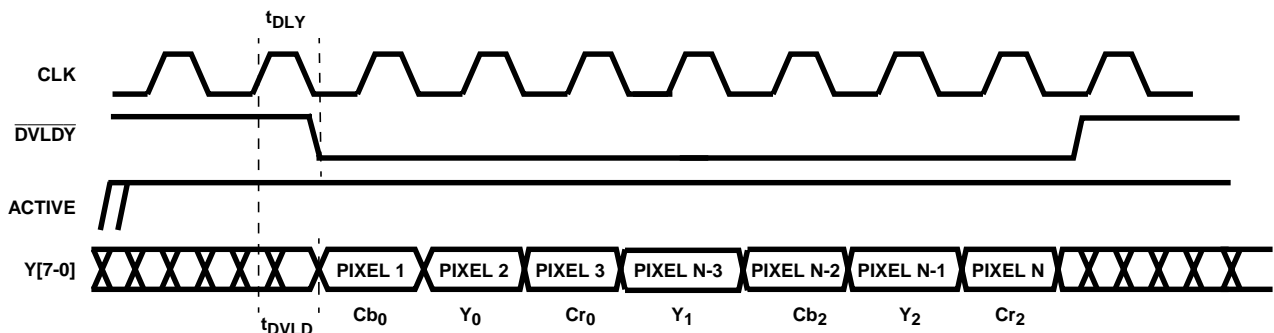 tDLY
CLK
DVLDY
ACTIVE
Y[7-0]
PIXEL 1 PIXEL 2 PIXEL 3 PIXEL N-3 PIXEL N-2 PIXEL N-1 PIXEL N
tDVLD
Cb0 Y0 Cr0 Y1 Cb2 Y2 Cr2